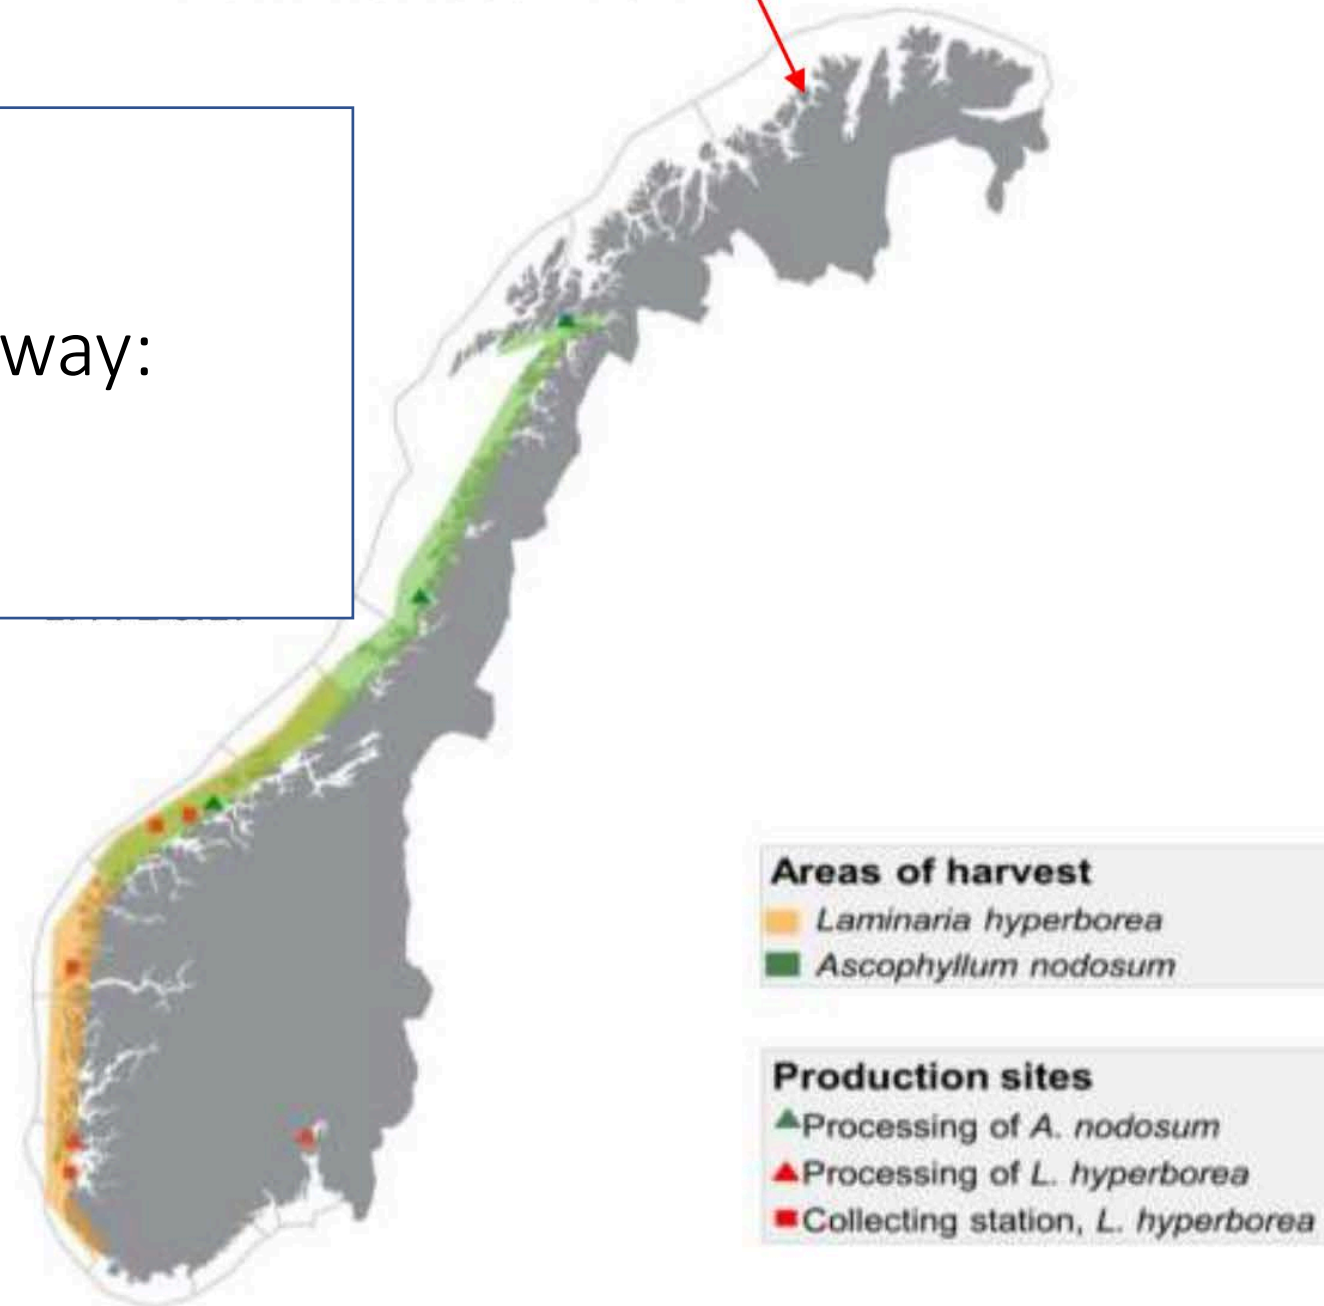 way:
Areas of harvest
Laminaria hyperborea
Ascophyllum nodosum
Production sites
Processing of A. nodosum
Processing of L. hyperborea
Collecting station, L. hyperborea